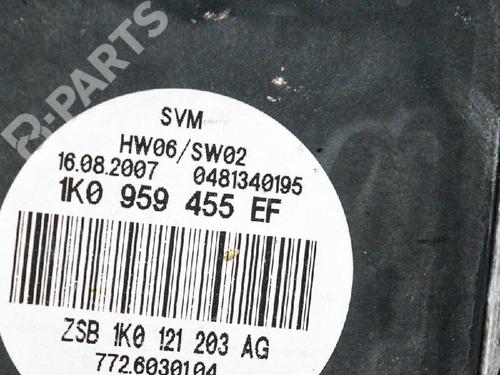 R-PARTS
SVM
HW06/SW02
16.08.2007 0481340195
1K0 959 455 EF
ZSB 1K0 121 203 AG
772.6030104